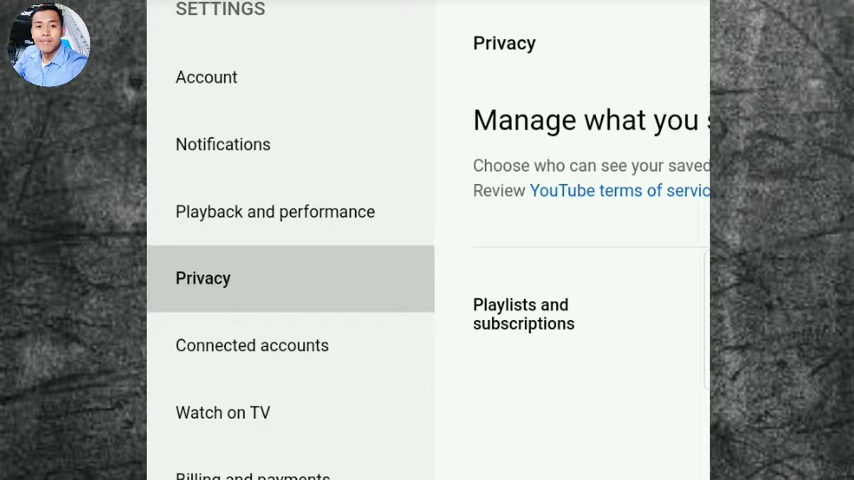 SETTINGS
Account
Notifications
Playback and performance
Privacy
Connected accounts
Watch on TV
Billing and payments
Privacy
Manage what you
Choose who can see your saved
Review YouTube terms of servic
Playlists and
subscriptions